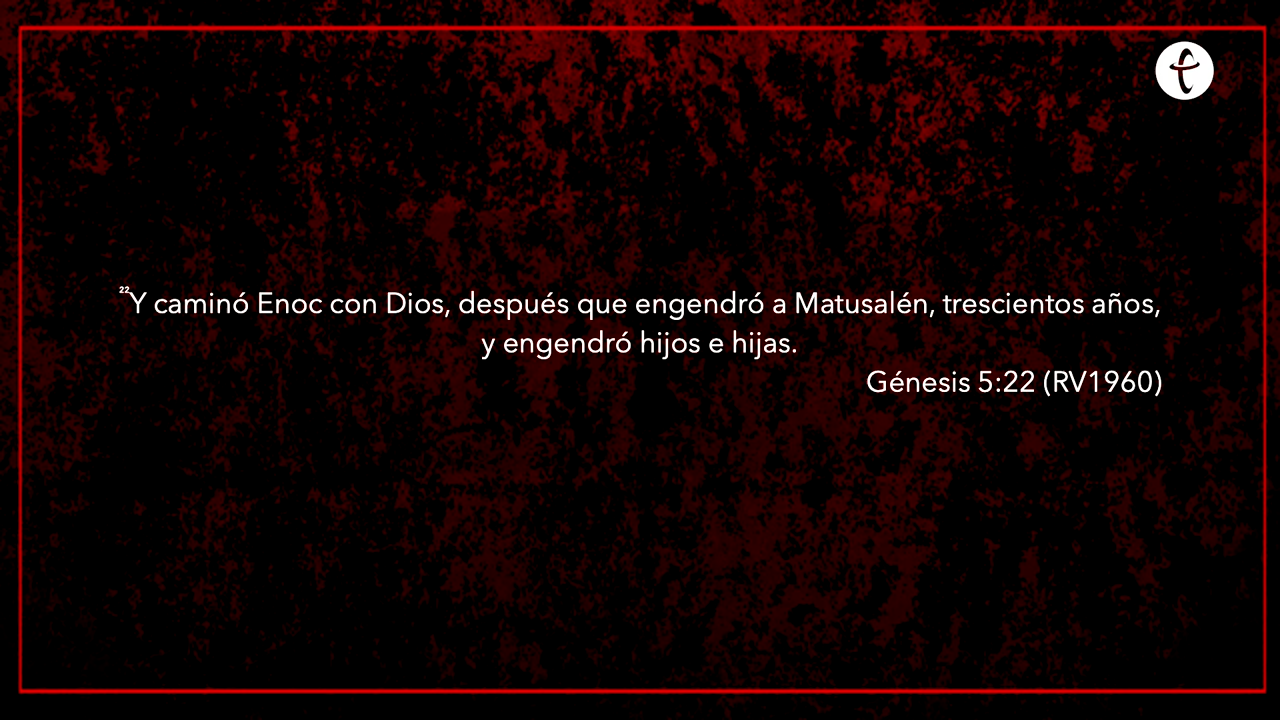 ²²Y caminó Enoc con Dios, después que engendró a Matusalén, trescientos años,
y engendró hijos e hijas.
Génesis 5:22 (RV1960)